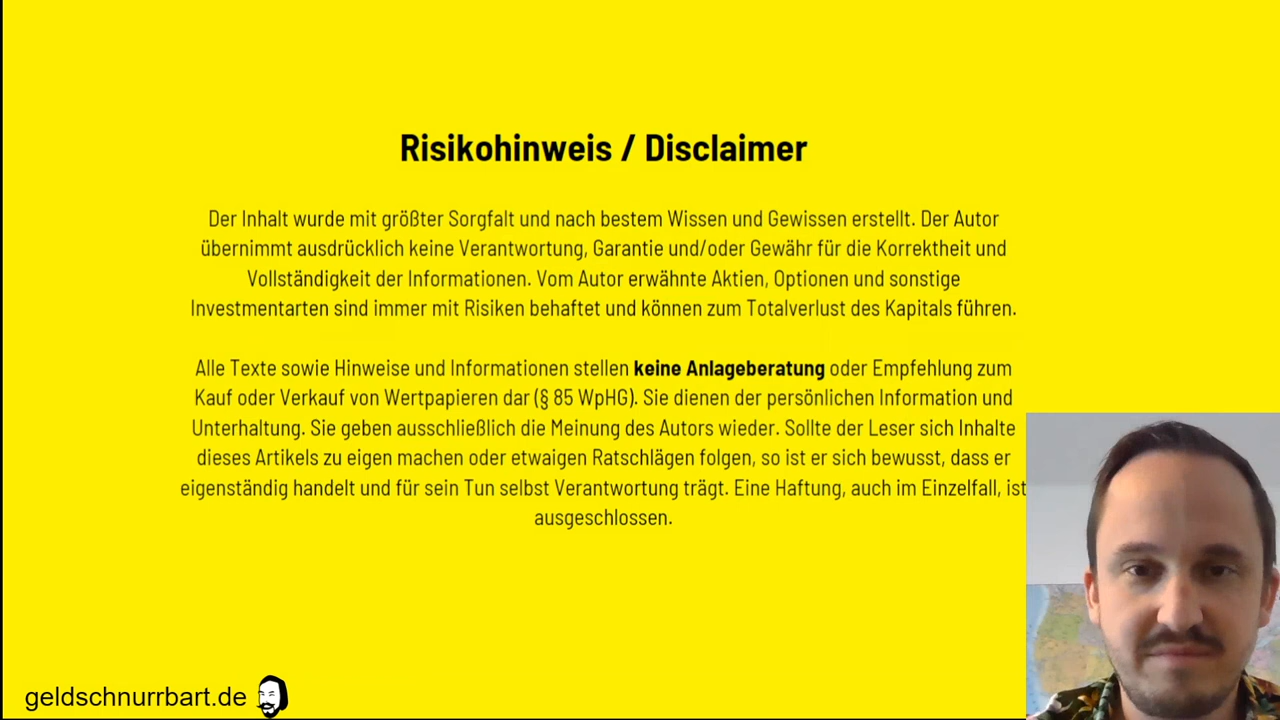 Risikohinweis / Disclaimer
Der Inhalt wurde mit größter Sorgfalt und nach bestem Wissen und Gewissen erstellt. Der Autor
übernimmt ausdrücklich keine Verantwortung, Garantie und/oder Gewähr für die Korrektheit und
Vollständigkeit der Informationen. Vom Autor erwähnte Aktien, Optionen und sonstige
Investmentarten sind immer mit Risiken behaftet und können zum Totalverlust des Kapitals führen.
Alle Texte sowie Hinweise und Informationen stellen keine Anlageberatung oder Empfehlung zum
Kauf oder Verkauf von Wertpapieren dar (§ 85 WpHG). Sie dienen der persönlichen Information und
Unterhaltung. Sie geben ausschließlich die Meinung des Autors wieder. Sollte der Leser sich Inhalte
dieses Artikels zu eigen machen oder etwaigen Ratschlägen folgen, so ist er sich bewusst, dass er
eigenständig handelt und für sein Tun selbst Verantwortung trägt. Eine Haftung, auch im Einzelfall, ist
ausgeschlossen.
geldschnurrbart.de